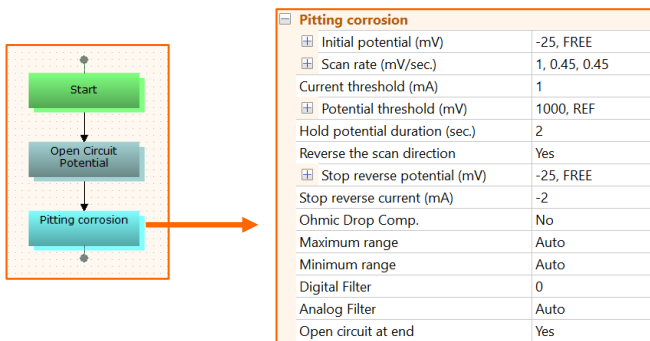 Start
Open Circuit
Potential
Pitting corrosion
Pitting corrosion
Initial potential (mV) -25, FREE
Scan rate (mV/sec.) 1, 0.45, 0.45
Current threshold (mA) 1
Potential threshold (mV) 1000, REF
Hold potential duration (sec.) 2
Reverse the scan direction Yes
Stop reverse potential (mV) -25, FREE
Stop reverse current (mA) -2
Ohmic Drop Comp. No
Maximum range Auto
Minimum range Auto
Digital Filter 0
Analog Filter Auto
Open circuit at end Yes